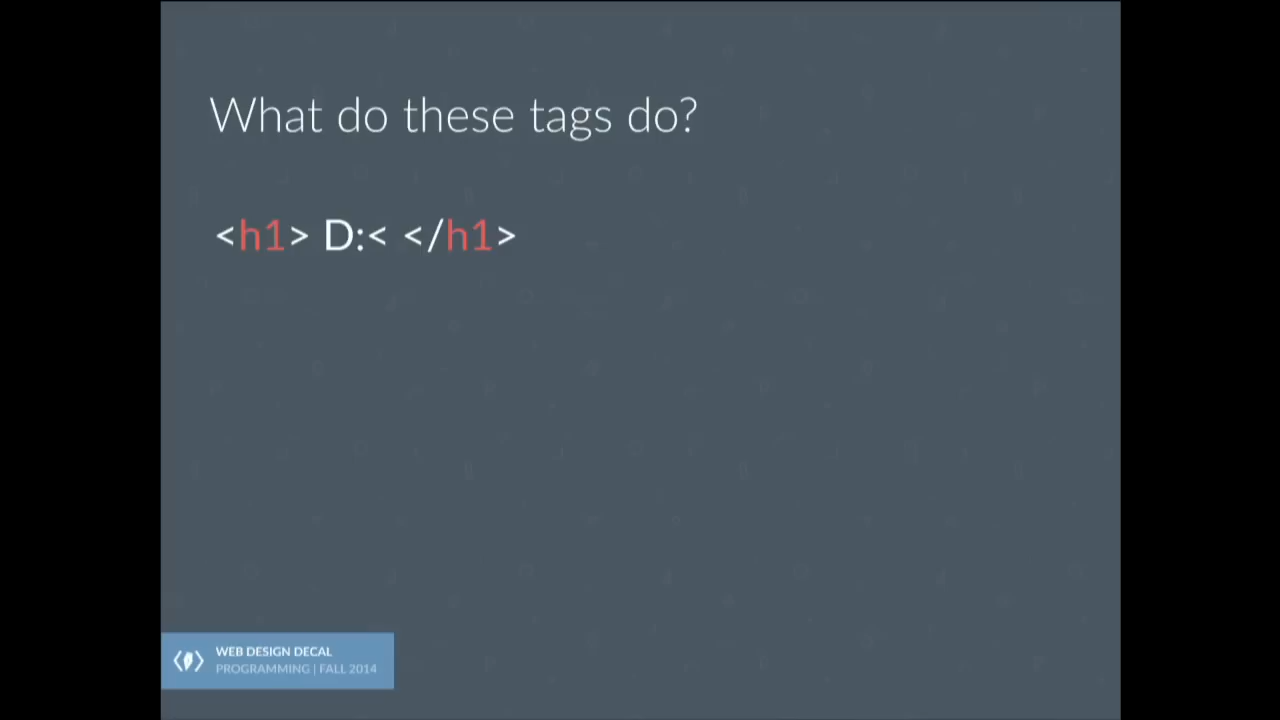 What do these tags do?
<h1> D:< </h1>
WEB DESIGN DECAL
PROGRAMMING | FALL 2014